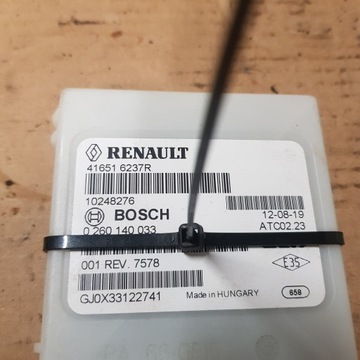 RENAULT
41651 6237R
10248276
BOSCH
12-08-19
0 260 140 033
ATC02.23
001 REV. 7578
E35
GJ0X33122741
Made in HUNGARY
658